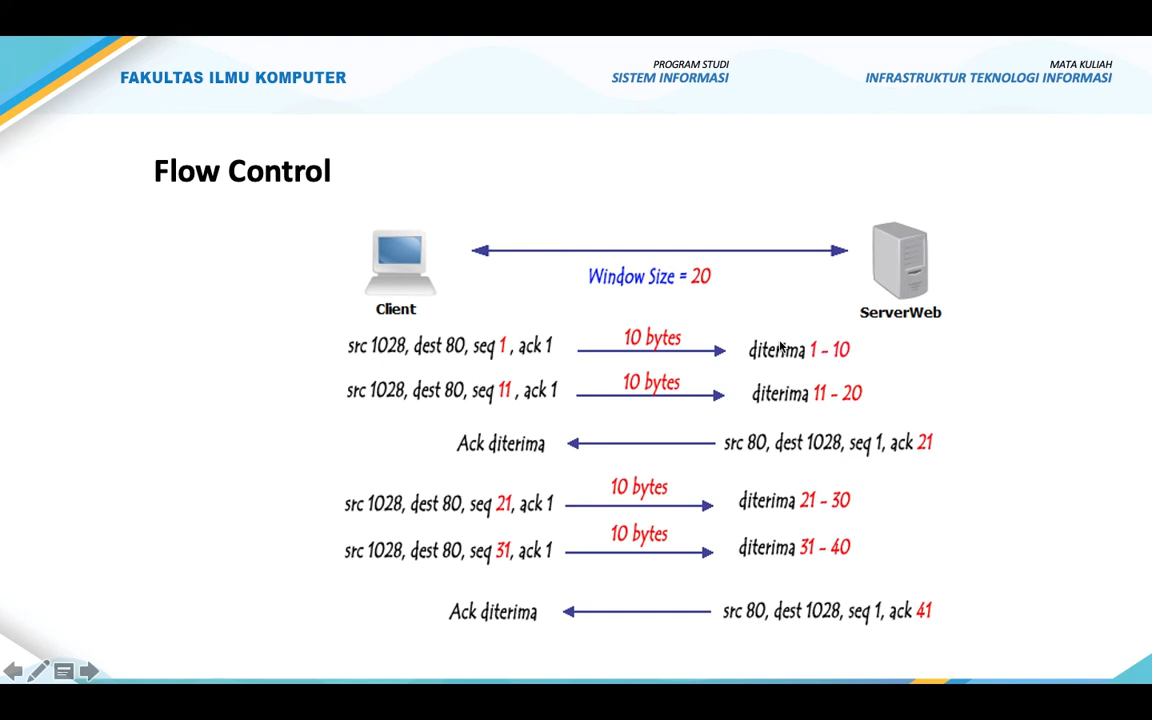 FAKULTAS ILMU KOMPUTER
PROGRAM STUDI
SISTEM INFORMASI
MATA KULIAH
INFRASTRUKTUR TEKNOLOGI INFORMASI
Flow Control
Window Size = 20
Client
ServerWeb
src 1028, dest 80, seq 1 , ack 1 10 bytes diterima 1 - 10
src 1028, dest 80, seq 11 , ack 1 10 bytes diterima 11 - 20
Ack diterima src 80, dest 1028, seq 1, ack 21
src 1028, dest 80, seq 21, ack 1 10 bytes diterima 21 - 30
src 1028, dest 80, seq 31, ack 1 10 bytes diterima 31 - 40
Ack diterima src 80, dest 1028, seq 1, ack 41